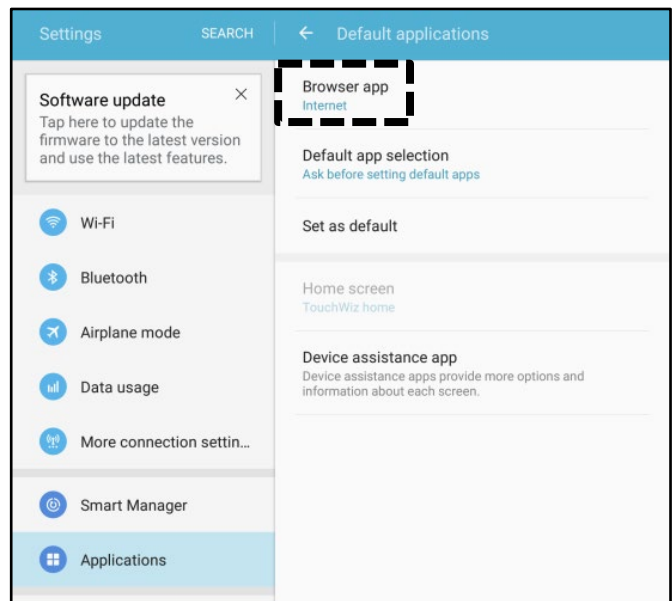 Settings
SEARCH
Software update
Tap here to update the
firmware to the latest version
and use the latest features.
Wi-Fi
Bluetooth
Airplane mode
Data usage
More connection settin...
Smart Manager
Applications
Default applications
Browser app
Internet
Default app selection
Ask before setting default apps
Set as default
Home screen
TouchWiz home
Device assistance app
Device assistance apps provide more options and
information about each screen.